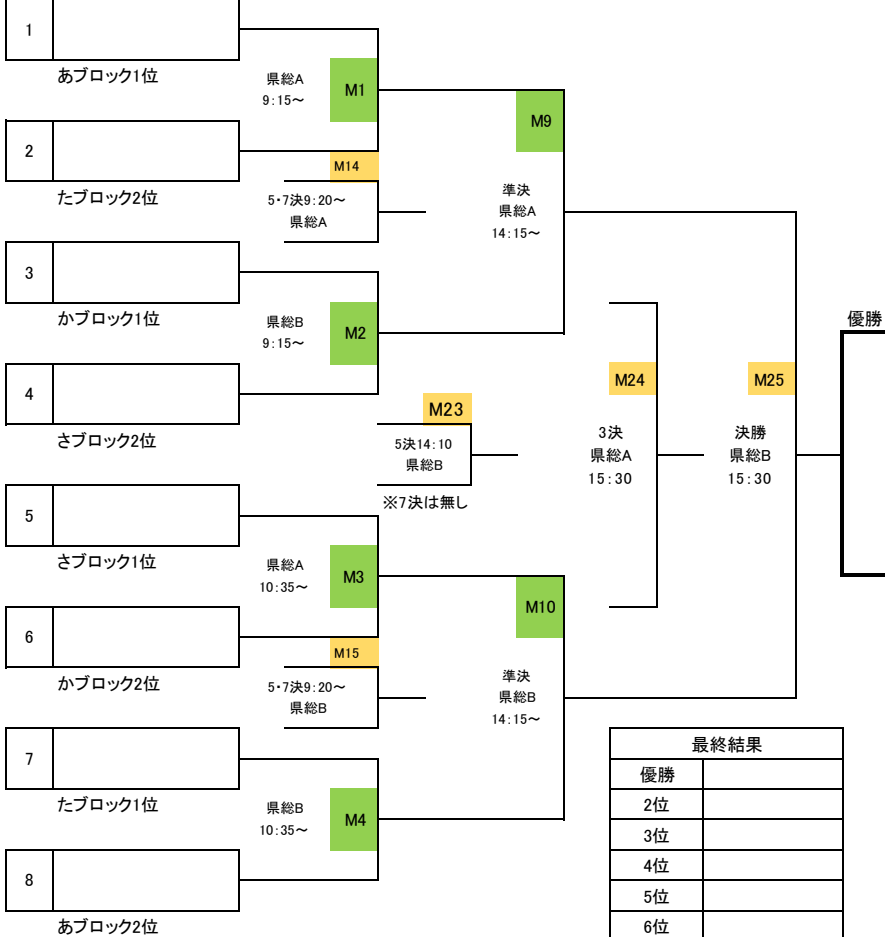 1
あブロック1位
県総A
9:15～
M1
M9
2
M14
たブロック2位
5・7決9:20～
県総A
準決
県総A
14:15～
3
かブロック1位
県総B
9:15～
M2
優勝
4
M24
M25
さブロック2位
M23
5決14:10
県総B
3決
県総A
15:30
決勝
県総B
15:30
※7決は無し
5
さブロック1位
県総A
10:35～
M3
M10
6
M15
かブロック2位
5・7決9:20～
県総B
準決
県総B
14:15～
7
たブロック1位
県総B
10:35～
M4
8
あブロック2位
最終結果
優勝
2位
3位
4位
5位
6位